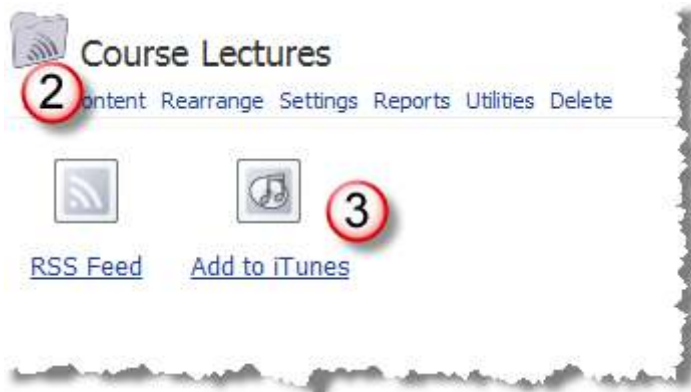 Course Lectures
2 ontent Rearrange Settings Reports Utilities Delete
3
RSS Feed Add to iTunes